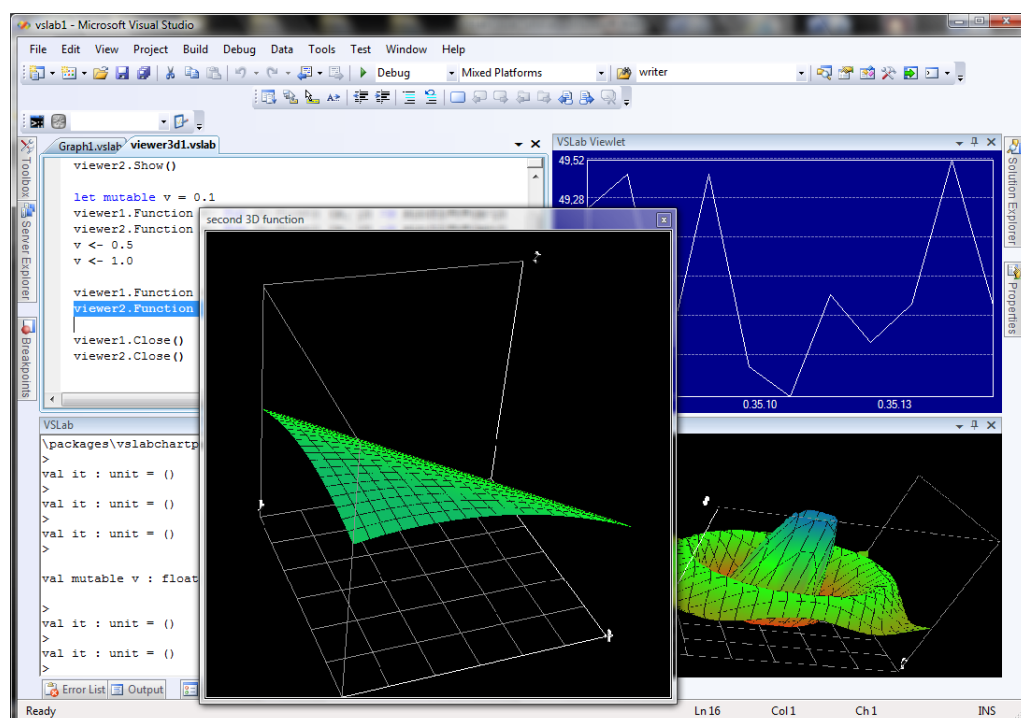 vslab1 - Microsoft Visual Studio
File Edit View Project Build Debug Data Tools Test Window Help
Debug Mixed Platforms writer
Graph1.vslab viewer3d1.vslab
viewer2.Show()
let mutable v = 0.1
viewer1.Function
viewer2.Function
v <- 0.5
v <- 1.0
viewer1.Function
viewer2.Function
viewer1.Close()
viewer2.Close()
Toolbox
Server Explorer
Breakpoints
second 3D function
VSLab Viewlet
49,52
49,28
0.35.10 0.35.13
Solution Explorer
Properties
VSLab
\packages\vslabchartp
>
val it : unit = ()
>
val it : unit = ()
>
val it : unit = ()
>
val mutable v : float
>
val it : unit = ()
>
val it : unit = ()
>
Error List Output
Ready Ln 16 Col 1 Ch 1 INS